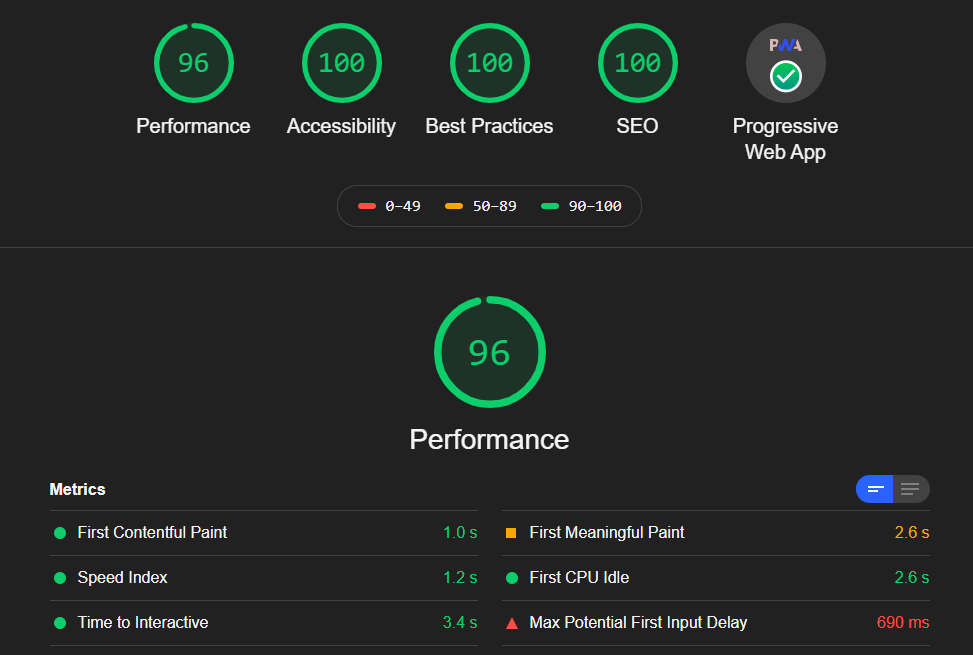 96 100 100 100 PWA
Performance Accessibility Best Practices SEO Progressive
Web App
0–49 50–89 90–100
96
Performance
Metrics
First Contentful Paint 1.0 s
First Meaningful Paint 2.6 s
Speed Index 1.2 s
First CPU Idle 2.6 s
Time to Interactive 3.4 s
Max Potential First Input Delay 690 ms